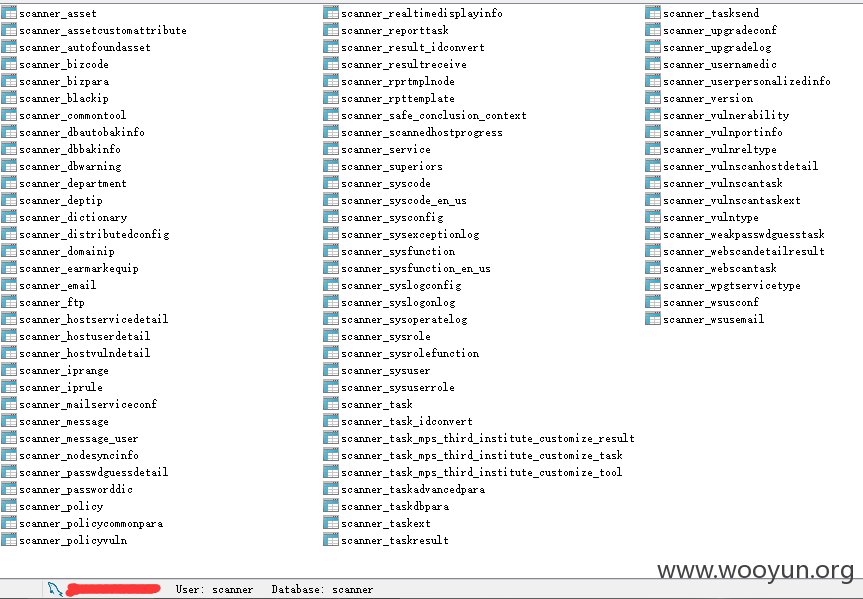 scanner_asset
scanner_assetcustomattribute
scanner_autofoundasset
scanner_bizcode
scanner_bizpara
scanner_blackip
scanner_commontool
scanner_dbautobakinfo
scanner_dbbakinfo
scanner_dbwarning
scanner_department
scanner_deptip
scanner_dictionary
scanner_distributedconfig
scanner_domainip
scanner_earmarkequip
scanner_email
scanner_ftp
scanner_hostservicedetail
scanner_hostuserdetail
scanner_hostvulndetail
scanner_iprange
scanner_iprule
scanner_mailserviceconf
scanner_message
scanner_message_user
scanner_nodesyncinfo
scanner_passwdguessdetail
scanner_passworddic
scanner_policy
scanner_policycommonpara
scanner_policyvuln
scanner_realtimedisplayinfo
scanner_reporttask
scanner_result_idconvert
scanner_resultreceive
scanner_rprtmplnode
scanner_rpttemplate
scanner_safe_conclusion_context
scanner_scannedhostprogress
scanner_service
scanner_superiors
scanner_syscode
scanner_syscode_en_us
scanner_sysconfig
scanner_sysexceptionlog
scanner_sysfunction
scanner_sysfunction_en_us
scanner_syslogconfig
scanner_syslogonlog
scanner_sysoperatelog
scanner_sysrole
scanner_sysrolefunction
scanner_sysuser
scanner_sysuserrole
scanner_task
scanner_task_idconvert
scanner_task_mps_third_institute_customize_result
scanner_task_mps_third_institute_customize_task
scanner_task_mps_third_institute_customize_tool
scanner_taskadvancedpara
scanner_taskdbpara
scanner_taskext
scanner_taskresult
scanner_tasksend
scanner_upgradeconf
scanner_upgradelog
scanner_usernamedic
scanner_userpersonalizedinfo
scanner_version
scanner_vulnerability
scanner_vulnportinfo
scanner_vulnreltype
scanner_vulnscanhostdetail
scanner_vulnscantask
scanner_vulnscantaskext
scanner_vulntype
scanner_weakpasswdguesstask
scanner_webscandetailresult
scanner_webscantask
scanner_wpgtservicetype
scanner_wsusconf
scanner_wsusemail
www.wooyun.org
User: scanner Database: scanner